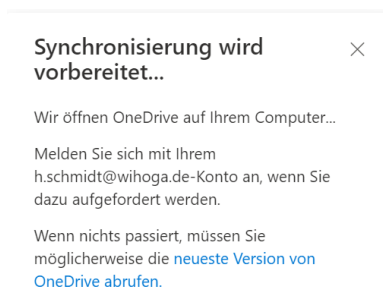 Synchronisierung wird
vorbereitet...
Wir öffnen OneDrive auf Ihrem Computer...
Melden Sie sich mit Ihrem
h.schmidt@wihoga.de-Konto an, wenn Sie
dazu aufgefordert werden.
Wenn nichts passiert, müssen Sie
möglicherweise die neueste Version von
OneDrive abrufen.